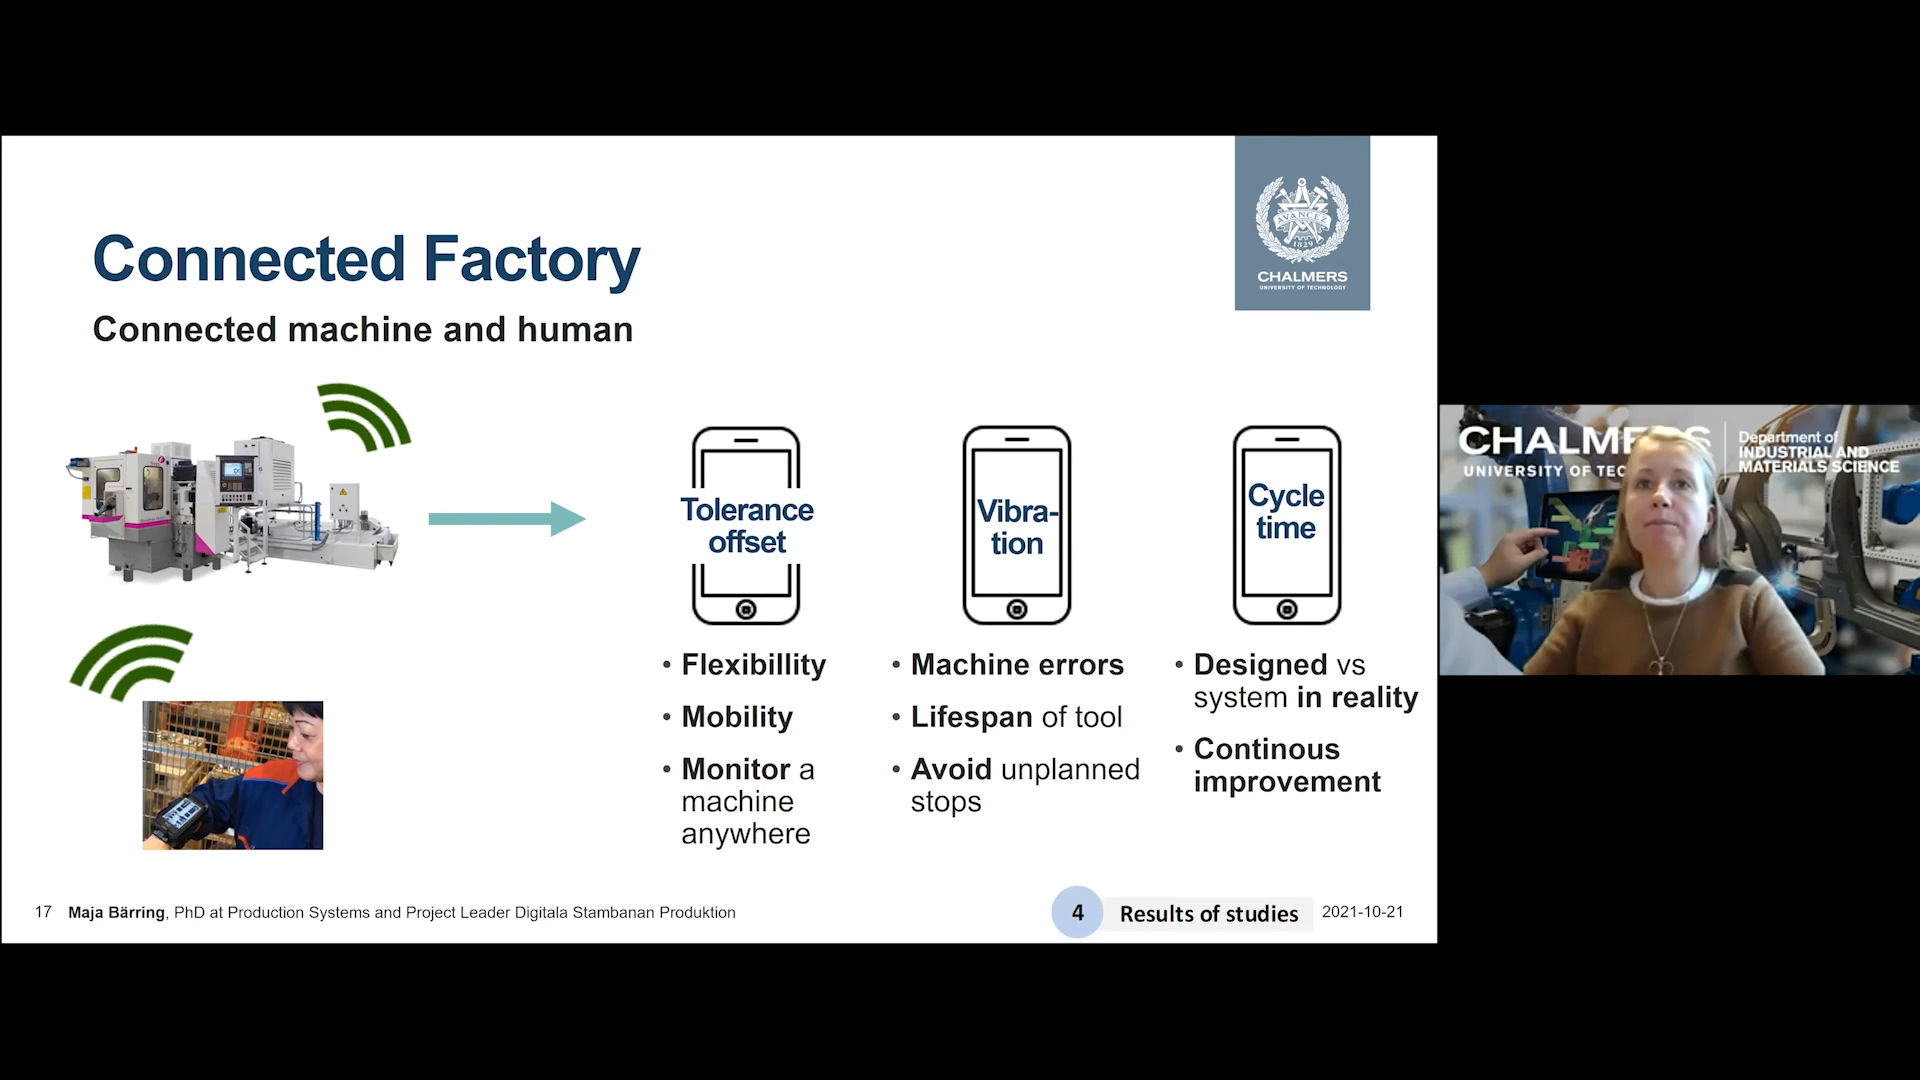 AVANCEZ
1829
CHALMERS
UNIVERSITY OF TECHNOLOGY
Connected Factory
Connected machine and human
Tolerance
offset
Vibra-
tion
Cycle
time
• Flexibillity
• Mobility
• Monitor a
machine
anywhere
• Machine errors
• Lifespan of tool
• Avoid unplanned
stops
• Designed vs
system in reality
• Continous
improvement
17 Maja Bärring, PhD at Production Systems and Project Leader Digitala Stambanan Produktion
4 Results of studies
2021-10-21
CHALMERS
UNIVERSITY OF TEC
Department of
INDUSTRIAL AND
MATERIALS SCIENCE